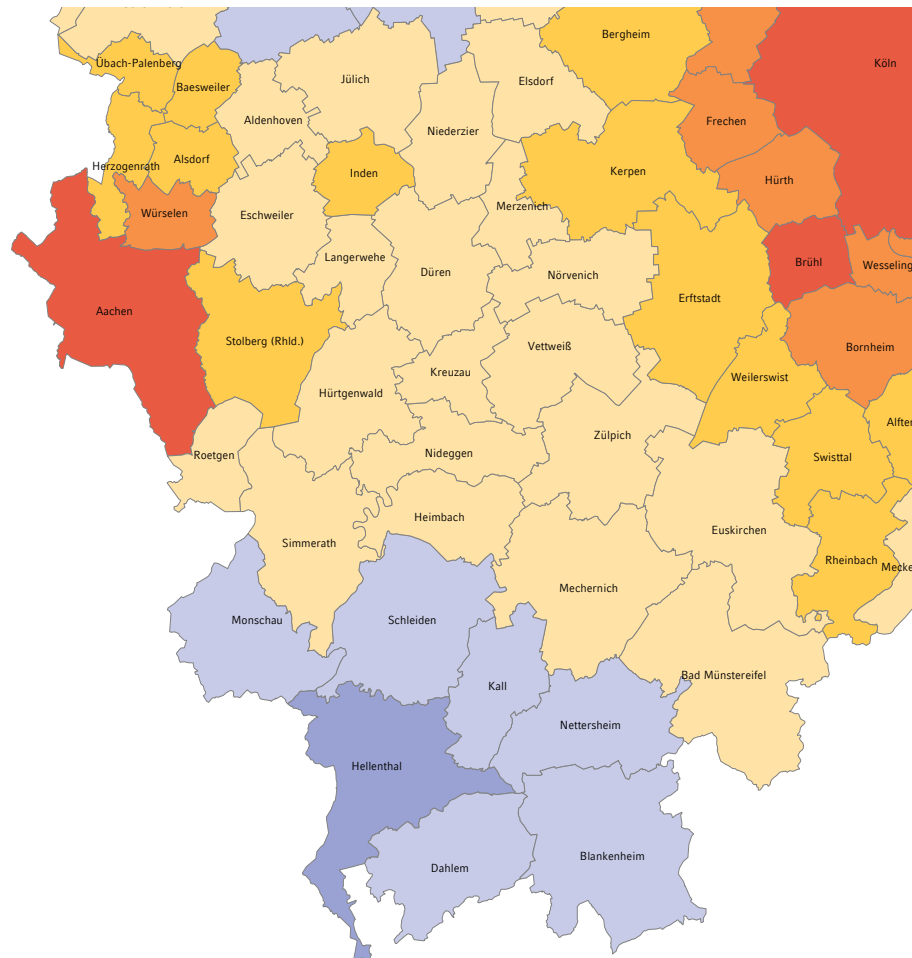 Bergheim
Köln
Übach-Palenberg
Jülich
Elsdorf
Baesweiler
Aldenhoven
Frechen
Niederzier
Alsdorf
Herzogenrath
Inden
Kerpen
Hürth
Würselen
Eschweiler
Merzenich
Langerwehe
Düren
Nörvenich
Brühl
Wesseling
Erftstadt
Aachen
Stolberg (Rhld.)
Vettweiß
Bornheim
Kreuzau
Weilerswist
Hürtgenwald
Zülpich
Alfter
Roetgen
Nideggen
Swisttal
Heimbach
Euskirchen
Simmerath
Rheinbach
Mecke
Mechernich
Monschau
Schleiden
Bad Münstereifel
Kall
Nettersheim
Hellenthal
Blankenheim
Dahlem